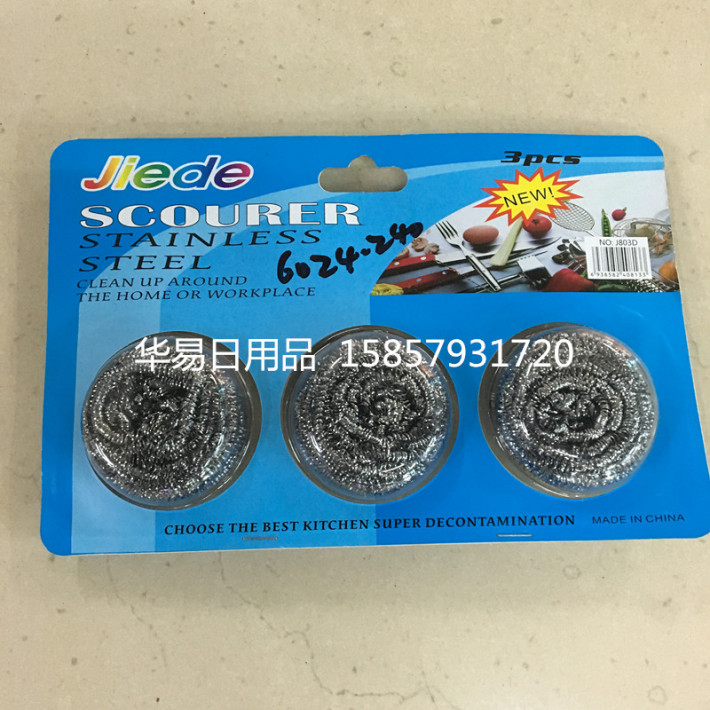 Jiede
3pcs
NEW!
SCOURER
STAINLESS
STEEL
6024-240
NO: J803D
CLEAN UP AROUND
THE HOME OR WORKPLACE
华易日用品 15857931720
CHOOSE THE BEST KITCHEN SUPER DECONTAMINATION
MADE IN CHINA